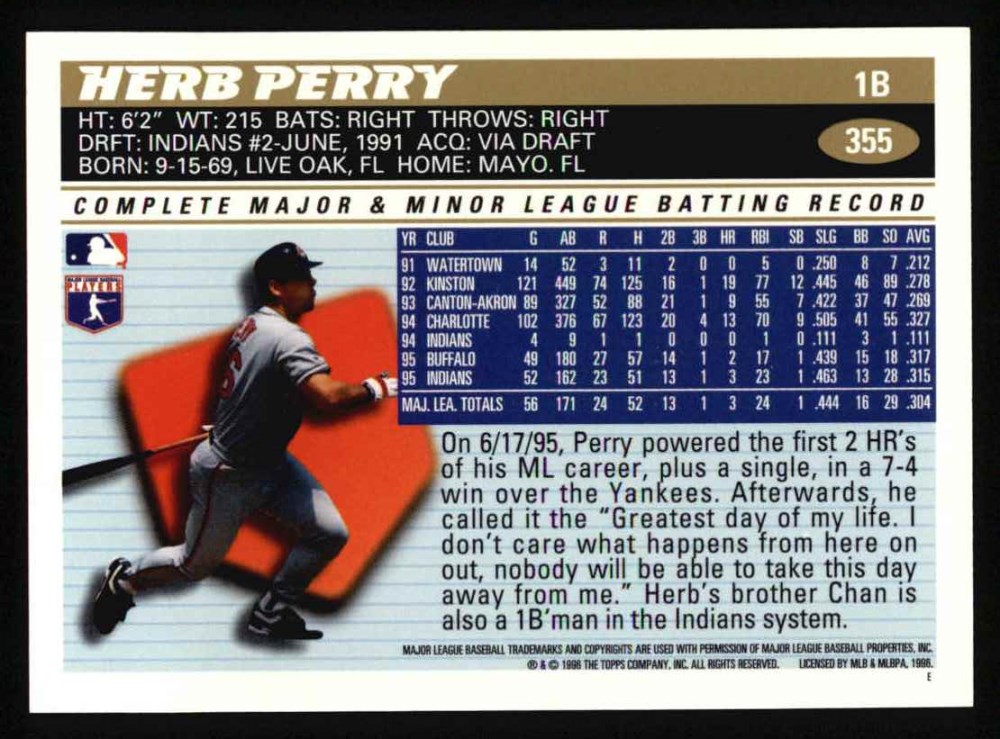 HERB PERRY 1B
HT: 6'2" WT: 215 BATS: RIGHT THROWS: RIGHT
DRFT: INDIANS #2-JUNE, 1991 ACQ: VIA DRAFT
355
BORN: 9-15-69, LIVE OAK, FL HOME: MAYO. FL
COMPLETE MAJOR & MINOR LEAGUE BATTING RECORD
YR CLUB G AB R H 2B 3B HR RBI SB SLG BB SO AVG
91 WATERTOWN 14 52 3 11 2 0 0 5 0 .250 8 7 .212
92 KINSTON 121 449 74 125 16 1 19 77 12 .445 46 89 .278
93 CANTON-AKRON 89 327 52 88 21 1 9 55 7 .422 37 47 .269
94 CHARLOTTE 102 376 67 123 20 4 13 70 9 .505 41 55 .327
94 INDIANS 4 9 1 1 0 0 0 1 0 .111 3 1 .111
95 BUFFALO 49 180 30 57 14 1 2 17 1 .439 15 18 .317
95 INDIANS 52 162 23 51 13 1 3 23 1 .463 13 28 .315
MAJ. LEA. TOTALS 56 171 24 52 13 1 3 24 1 .444 16 29 .304
PLAYERS
On 6/17/95, Perry powered the first 2 HR's
of his ML career, plus a single, in a 7-4
win over the Yankees. Afterwards, he
called it the "Greatest day of my life. I
don't care what happens from here on
out, nobody will be able to take this day
away from me." Herb's brother Chan is
also a 1B'man in the Indians system.
MAJOR LEAGUE BASEBALL TRADEMARKS AND COPYRIGHTS ARE USED WITH PERMISSION OF MAJOR LEAGUE BASEBALL PROPERTIES, INC.
® & © 1996 THE TOPPS COMPANY, INC. ALL RIGHTS RESERVED. LICENSED BY MLB & MLBPA, 1996.
E